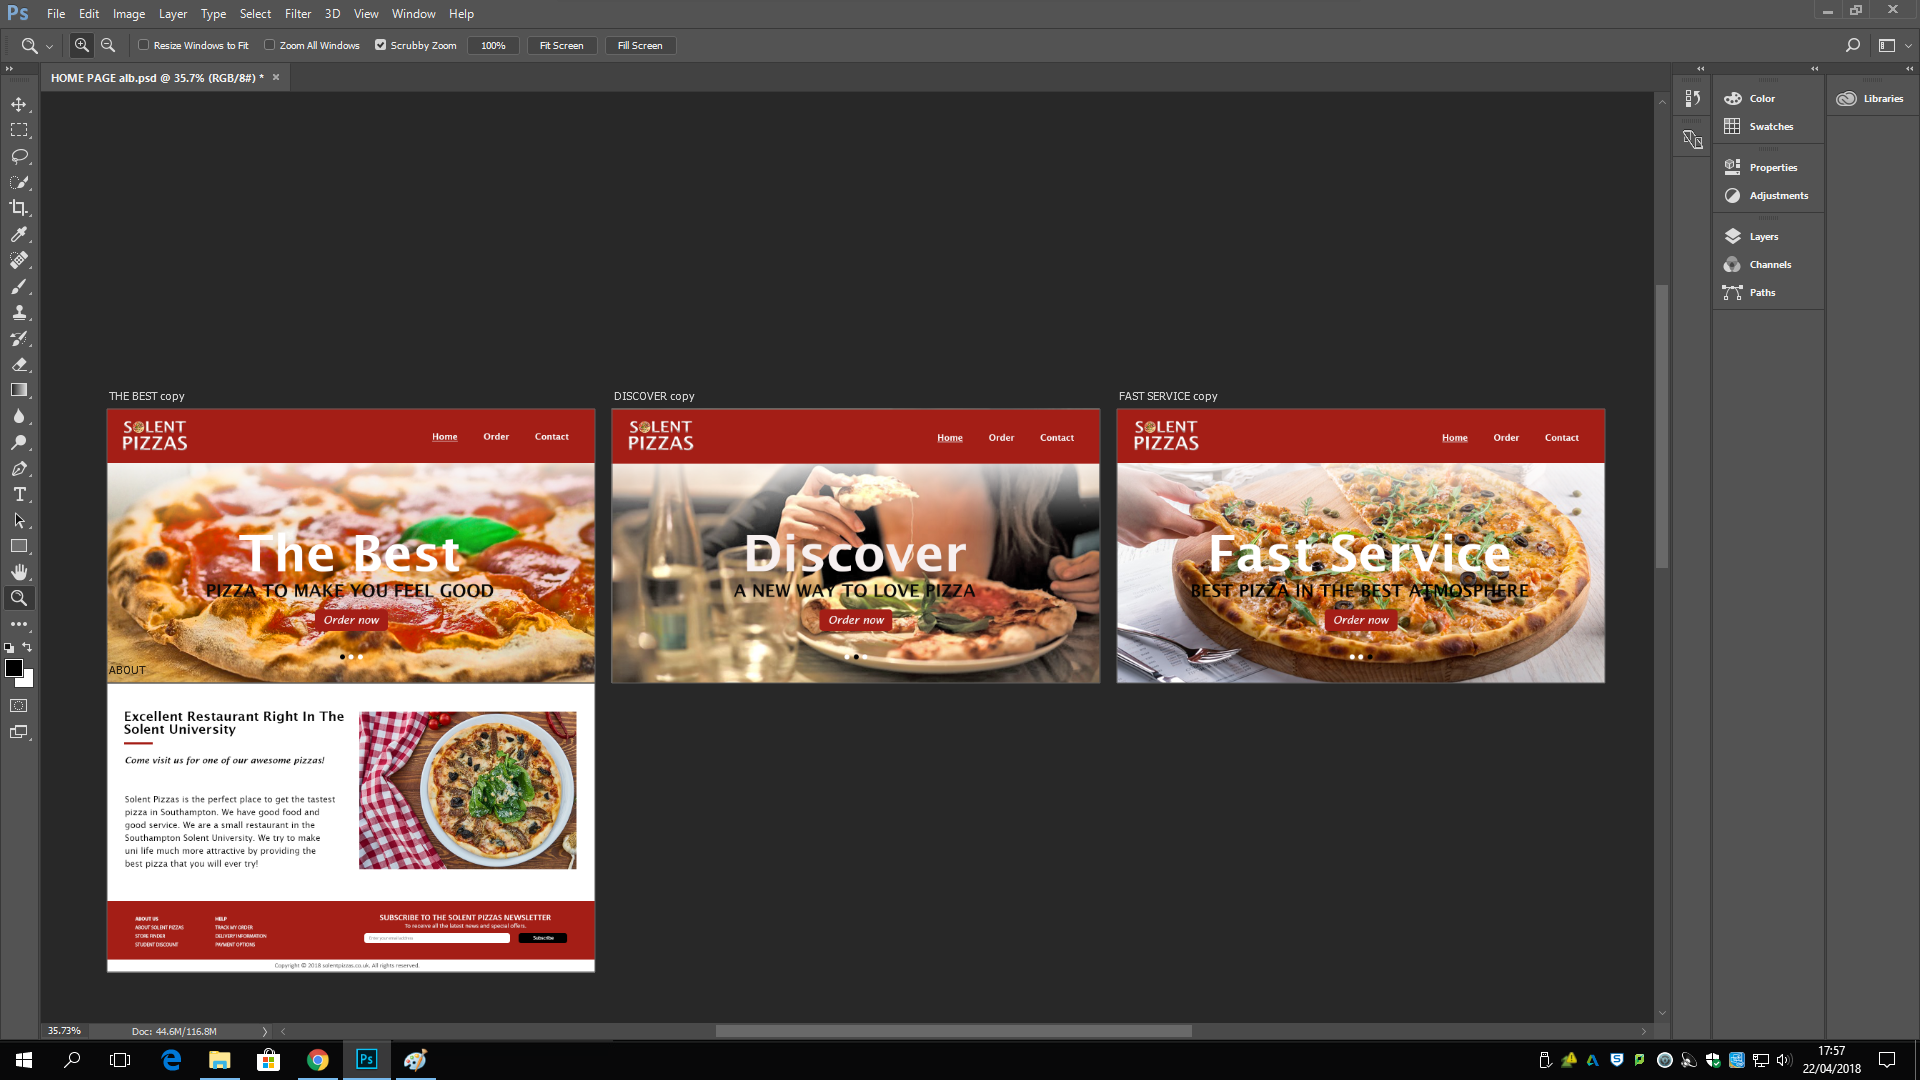 Ps File Edit Image Layer Type Select Filter 3D View Window Help
Resize Windows to Fit Zoom All Windows Scrubby Zoom 100% Fit Screen Fill Screen
HOME PAGE alb.psd @ 35.7% (RGB/8#) * ×
Color
Swatches
Properties
Adjustments
Layers
Channels
Paths
Libraries
THE BEST copy
SOLENT
PIZZAS
Home Order Contact
The Best
PIZZA TO MAKE YOU FEEL GOOD
Order now
DISCOVER copy
SOLENT
PIZZAS
Home Order Contact
Discover
A NEW WAY TO LOVE PIZZA
Order now
FAST SERVICE copy
SOLENT
PIZZAS
Home Order Contact
Fast Service
BEST PIZZA IN THE BEST ATMOSPHERE
Order now
ABOUT
Excellent Restaurant Right In The
Solent University
Come visit us for one of our awesome pizzas!
Solent Pizzas is the perfect place to get the tastest
pizza in Southampton. We have good food and
good service. We are a small restaurant in the
Southampton Solent University. We try to make
uni life much more attractive by providing the
best pizza that you will ever try!
ABOUT US
ABOUT SOLENT PIZZAS
STORE FINDER
STUDENT DISCOUNT
HELP
TRACK MY ORDER
DELIVERY INFORMATION
PAYMENT OPTIONS
SUBSCRIBE TO THE SOLENT PIZZAS NEWSLETTER
To receive all the latest news and special offers.
Enter your email address
Subscribe
Copyright © 2018 solentpizzas.co.uk. All rights reserved.
35.73% Doc: 44.6M/116.8M
Ps
17:57
22/04/2018